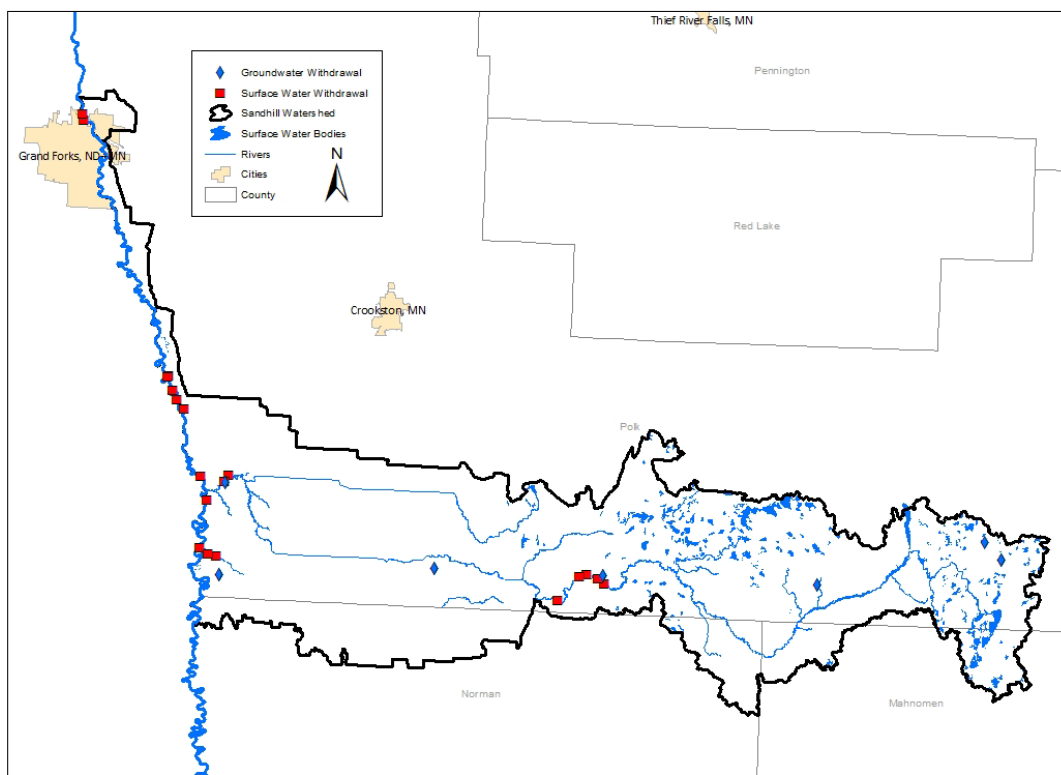 Thief River Falls, MN
Pennington
Groundwater Withdrawal
Surface Water Withdrawal
Sandhill Watershed
Surface Water Bodies
Rivers
Cities
County
N
Grand Forks, ND - MN
Red Lake
Crookston, MN
Polk
Norman
Mahnomen